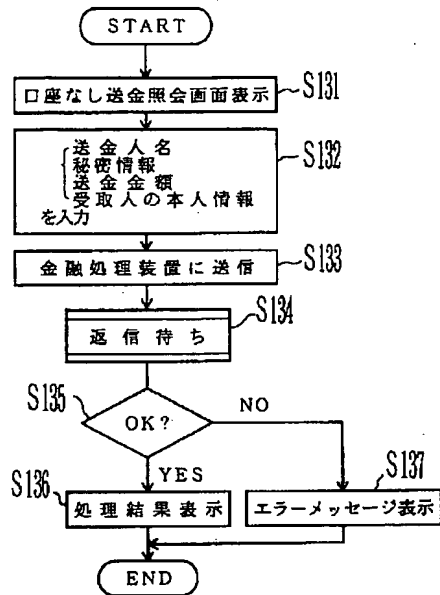 START
口座なし送金照会画面表示
S131
送金人名
秘密情報
送金金額
受取人の本人情報
を入力
S132
金融処理装置に送信
S133
返信待ち
S134
S135
OK?
NO
YES
S136
処理結果表示
S137
エラーメッセージ表示
END